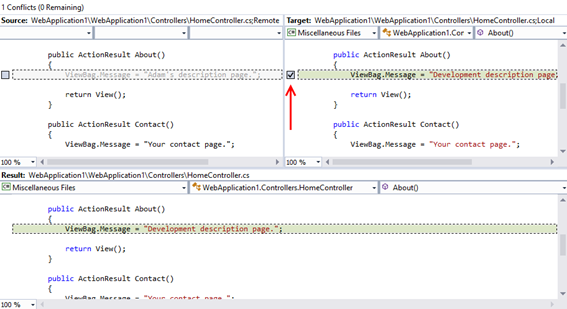 1 Conflicts (0 Remaining)
Source: WebApplication1\WebApplication1\Controllers\HomeController.cs;Remote
Target: WebApplication1\WebApplication1\Controllers\HomeController.cs;Local
Miscellaneous Files
WebApplication1.Cor
About()
public ActionResult About()
{
ViewBag.Message = "Adam's description page.";
return View();
}
public ActionResult Contact()
{
ViewBag.Message = "Your contact page.";
100 %
public ActionResult About()
{
ViewBag.Message = "Development description page.
return View();
}
public ActionResult Contact()
{
ViewBag.Message = "Your contact page.";
100 %
Result: WebApplication1\WebApplication1\Controllers\HomeController.cs
Miscellaneous Files
WebApplication1.Controllers.HomeController
About()
public ActionResult About()
{
ViewBag.Message = "Development description page.";
return View();
}
public ActionResult Contact()
{
ViewBag.Message = "Your contact page.";
100 %